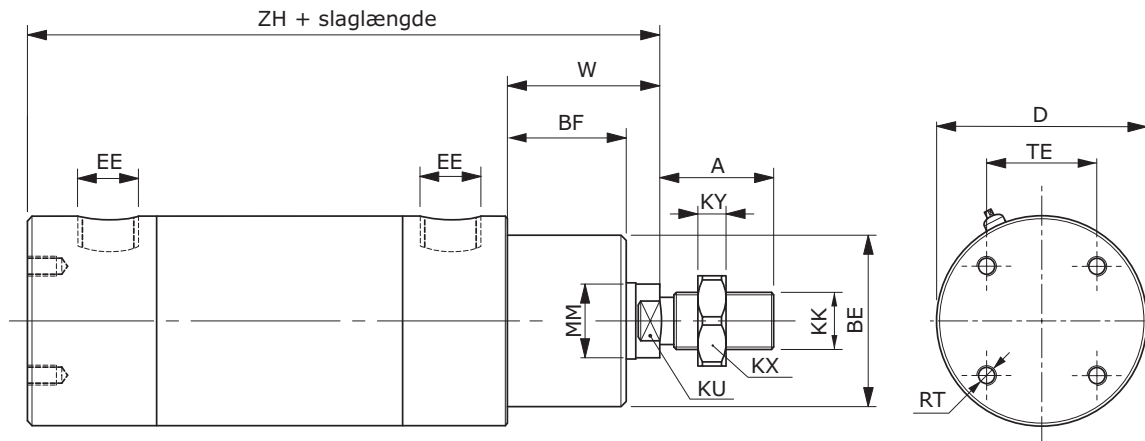 ZH + slaglængde
W
BF
EE
EE
A
KY
MM
KK
BE
KX
KU
D
TE
RT